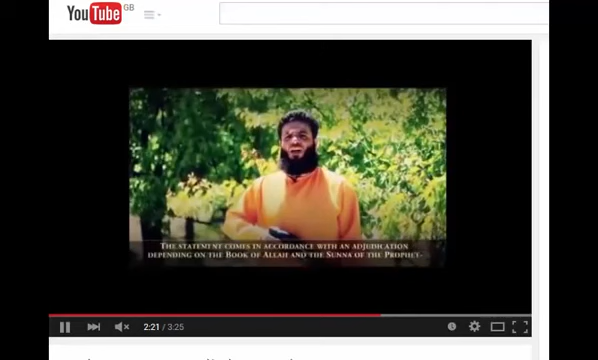 YouTube GB
THE STATEMENT COMES IN ACCORDANCE WITH AN ADJUDICATION
DEPENDING ON THE BOOK OF ALLAH AND THE SUNNA OF THE PROPHET-
2:21 / 3:25